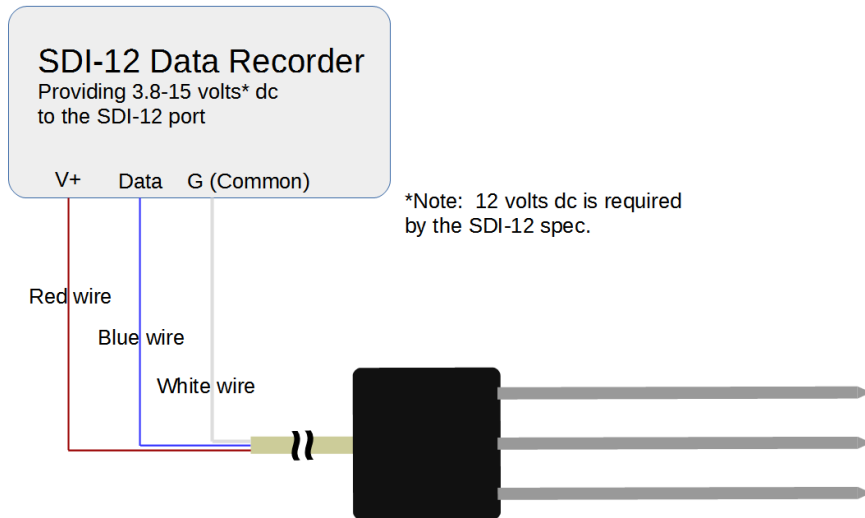 SDI-12 Data Recorder
Providing 3.8-15 volts* dc
to the SDI-12 port
V+ Data G (Common)
*Note: 12 volts dc is required
by the SDI-12 spec.
Red wire
Blue wire
White wire